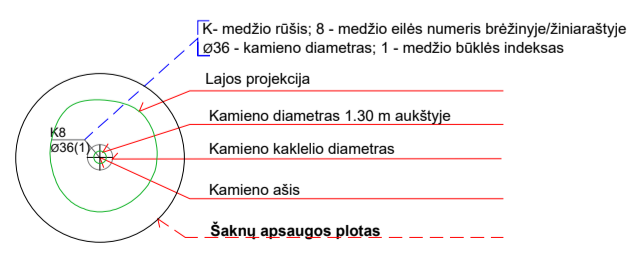 K- medžio rūšis; 8 - medžio eilės numeris brėžinyje/žiniaraštyje
Ø36 - kamieno diametras; 1 - medžio būklės indeksas
Lajos projekcija
Kamieno diametras 1.30 m aukštyje
K8
Ø36(1)
Kamieno kaklelio diametras
Kamieno ašis
Šaknų apsaugos plotas